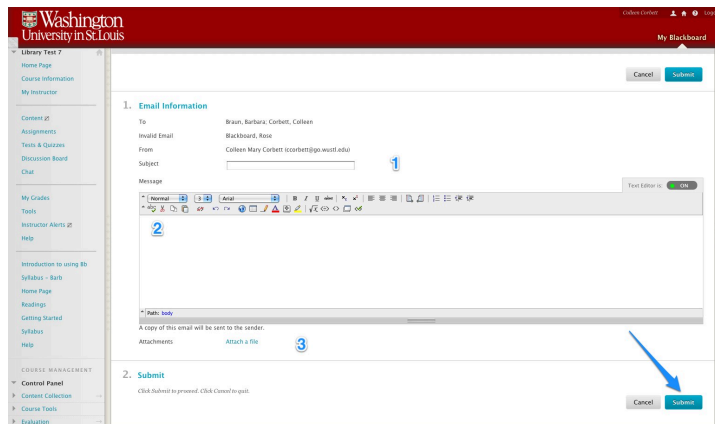 Washington
University in St.Louis
Colleen Corbett
My Blackboard
Library Test 7
Home Page
Course Information
My Instructor
Content
Assignments
Tests & Quizzes
Discussion Board
Chat
My Grades
Tools
Instructor Alerts
Help
Introduction to using Bb
Syllabus - Barb
Home Page
Readings
Getting Started
Syllabus
Help
COURSE MANAGEMENT
Control Panel
Content Collection
Course Tools
Evaluation
Cancel Submit
1. Email Information
To Braun, Barbara; Corbett, Colleen
Invalid Email Blackboard, Rose
From Colleen Mary Corbett (ccorbett@go.wustl.edu)
Subject
1
Message
Text Editor is: ON
Normal 3 Arial
2
Path: body
A copy of this email will be sent to the sender.
Attachments Attach a file
3
2. Submit
Click Submit to proceed. Click Cancel to quit.
Cancel Submit